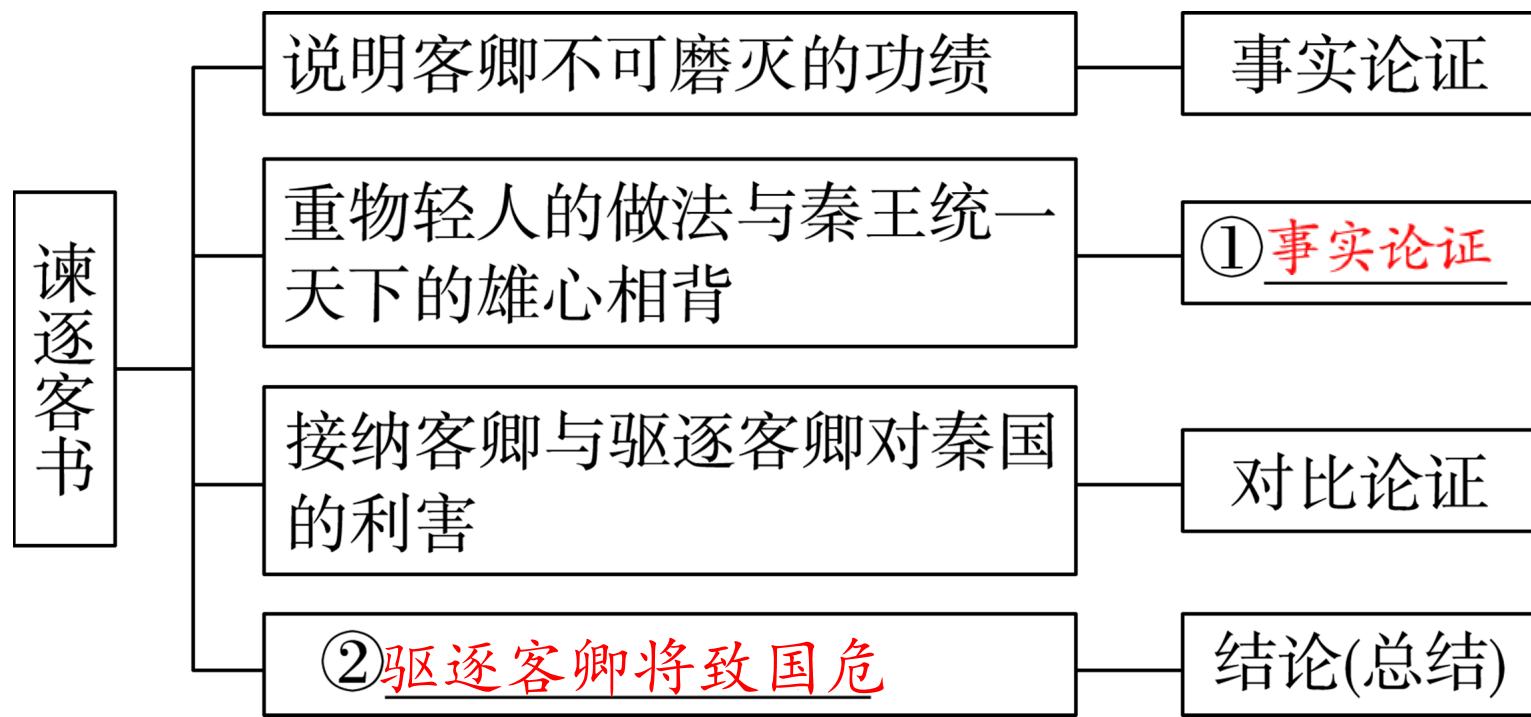 谏逐客书
说明客卿不可磨灭的功绩
事实论证
重物轻人的做法与秦王统一
天下的雄心相背
①事实论证
接纳客卿与驱逐客卿对秦国
的利害
对比论证
②驱逐客卿将致国危
结论(总结)